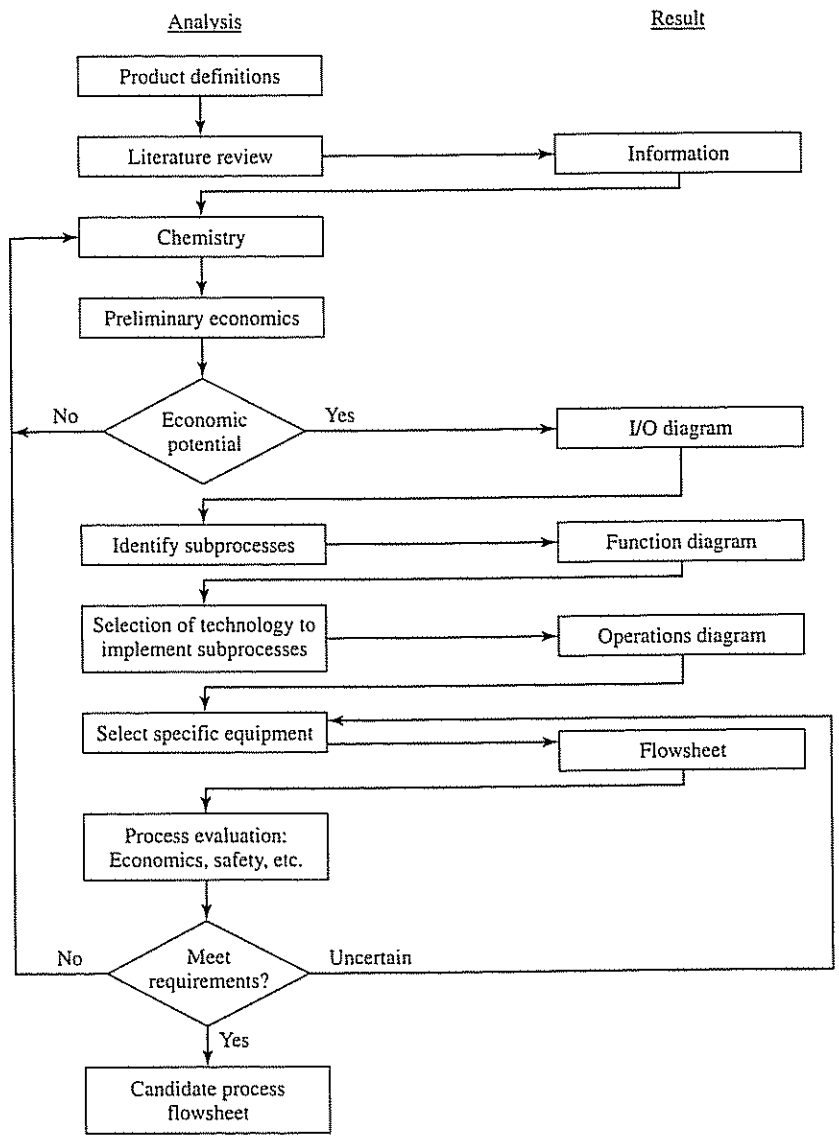 Analysis
Result
Product definitions
Literature review
Information
Chemistry
Preliminary economics
No
Economic
potential
Yes
I/O diagram
Identify subprocesses
Function diagram
Selection of technology to
implement subprocesses
Operations diagram
Select specific equipment
Flowsheet
Process evaluation:
Economics, safety, etc.
No
Meet
requirements?
Uncertain
Yes
Candidate process
flowsheet